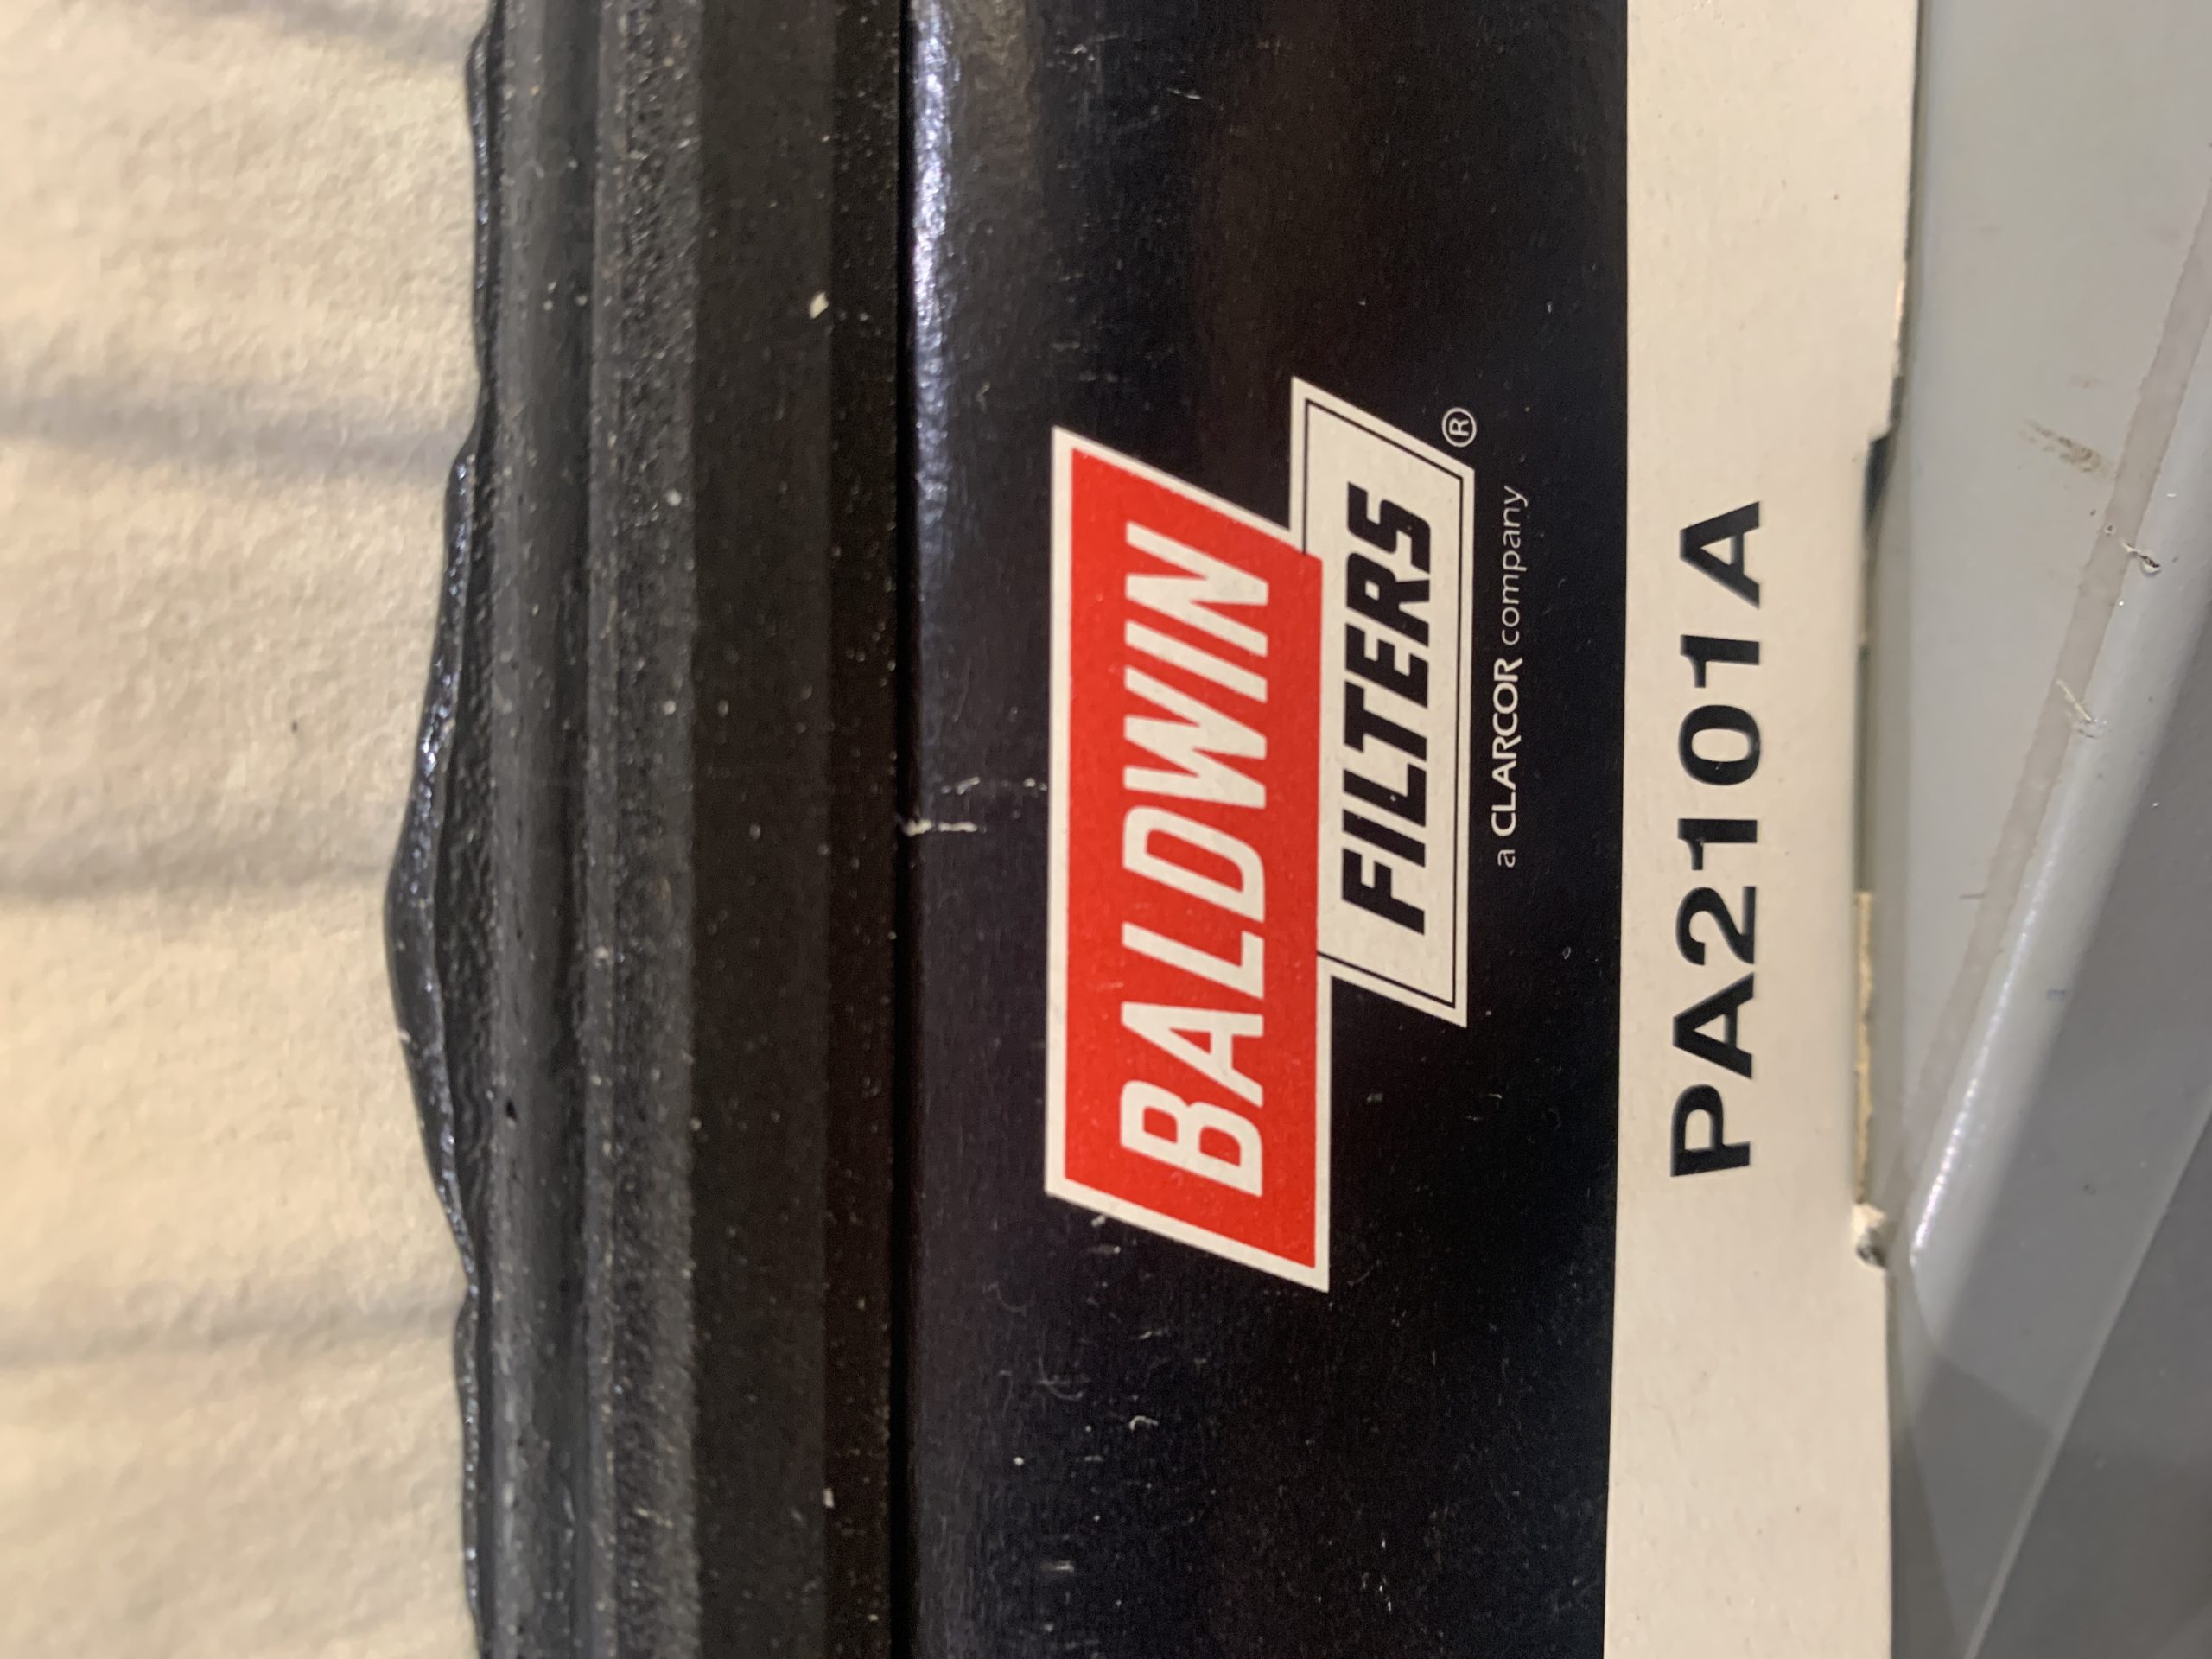 BALDWIN
FILTERS®
a CLARCOR company
PA2101A